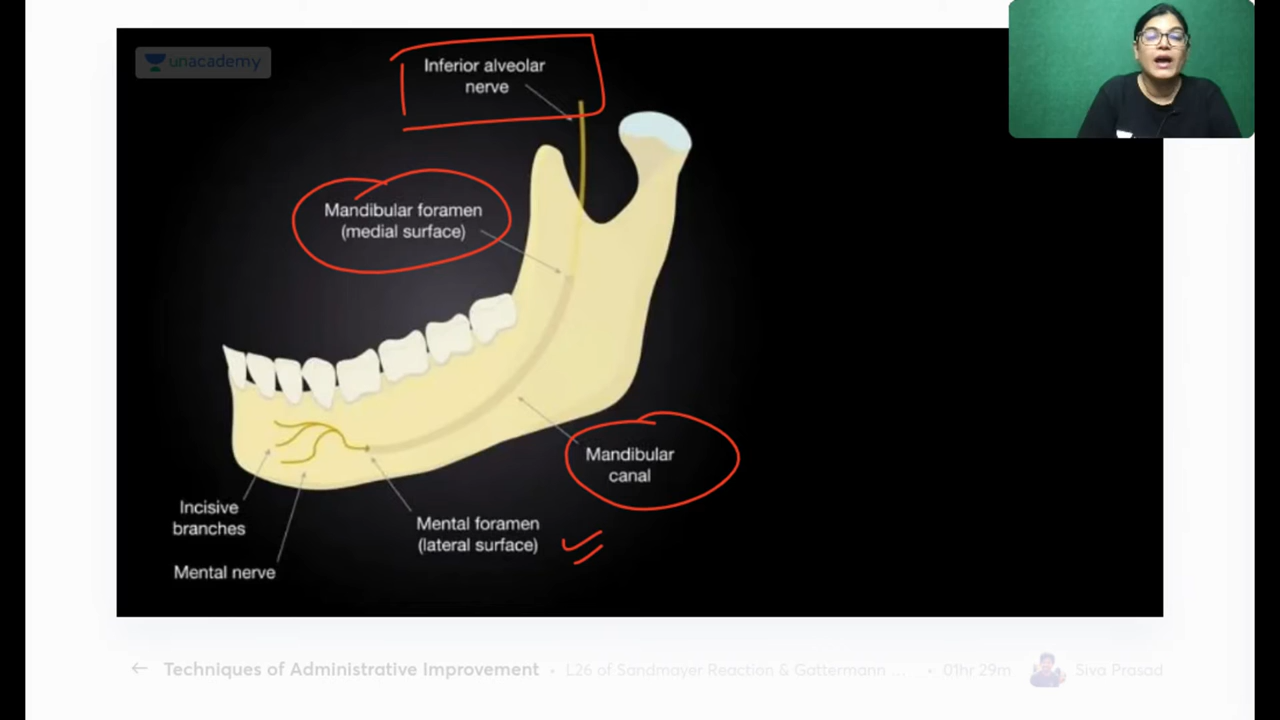 unacademy
Inferior alveolar
nerve
Mandibular foramen
(medial surface)
Mandibular
canal
Incisive
branches
Mental foramen
(lateral surface)
Mental nerve
← Techniques of Administrative Improvement • L26 of Sandmayer Reaction & Gattermann ... • 01hr 29m Siva Prasad